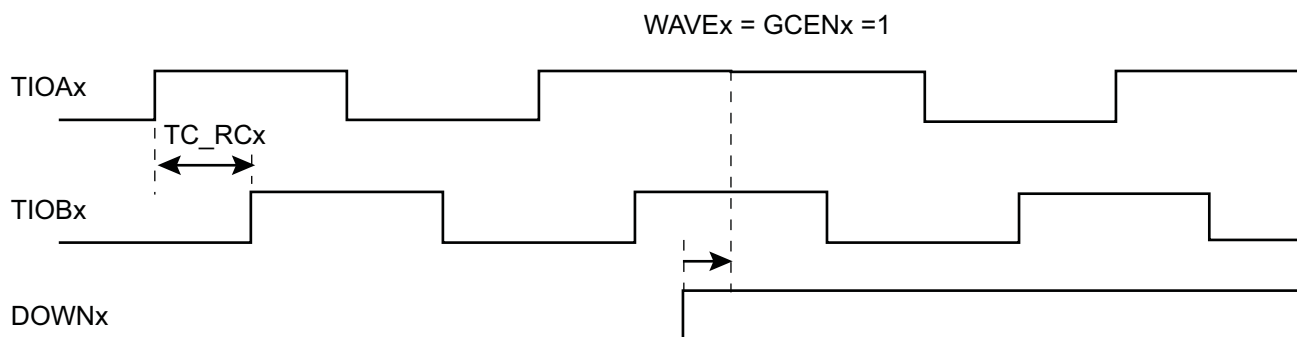 WAVEx = GCENx =1
TIOAx
TC_RCx
TIOBx
DOWNx